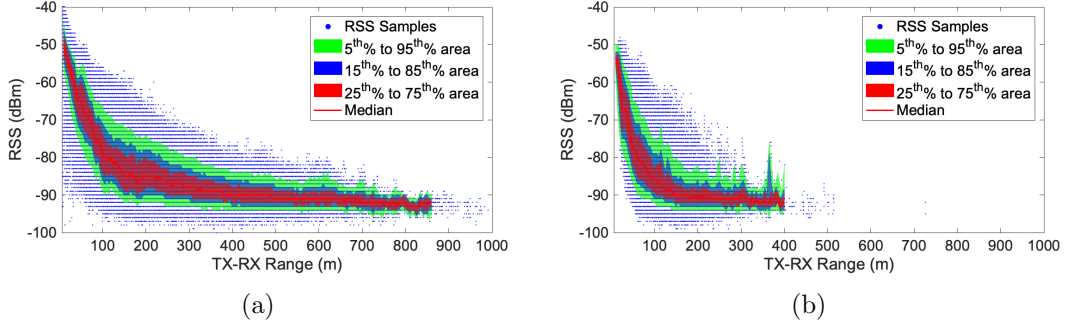 -40
-50
-60
-70
-80
-90
-100
RSS (dBm)
100 200 300 400 500 600 700 800 900 1000
TX-RX Range (m)
RSS Samples
5th% to 95th% area
15th% to 85th% area
25th% to 75th% area
Median
(a)
-40
-50
-60
-70
-80
-90
-100
RSS (dBm)
100 200 300 400 500 600 700 800 900 1000
TX-RX Range (m)
RSS Samples
5th% to 95th% area
15th% to 85th% area
25th% to 75th% area
Median
(b)